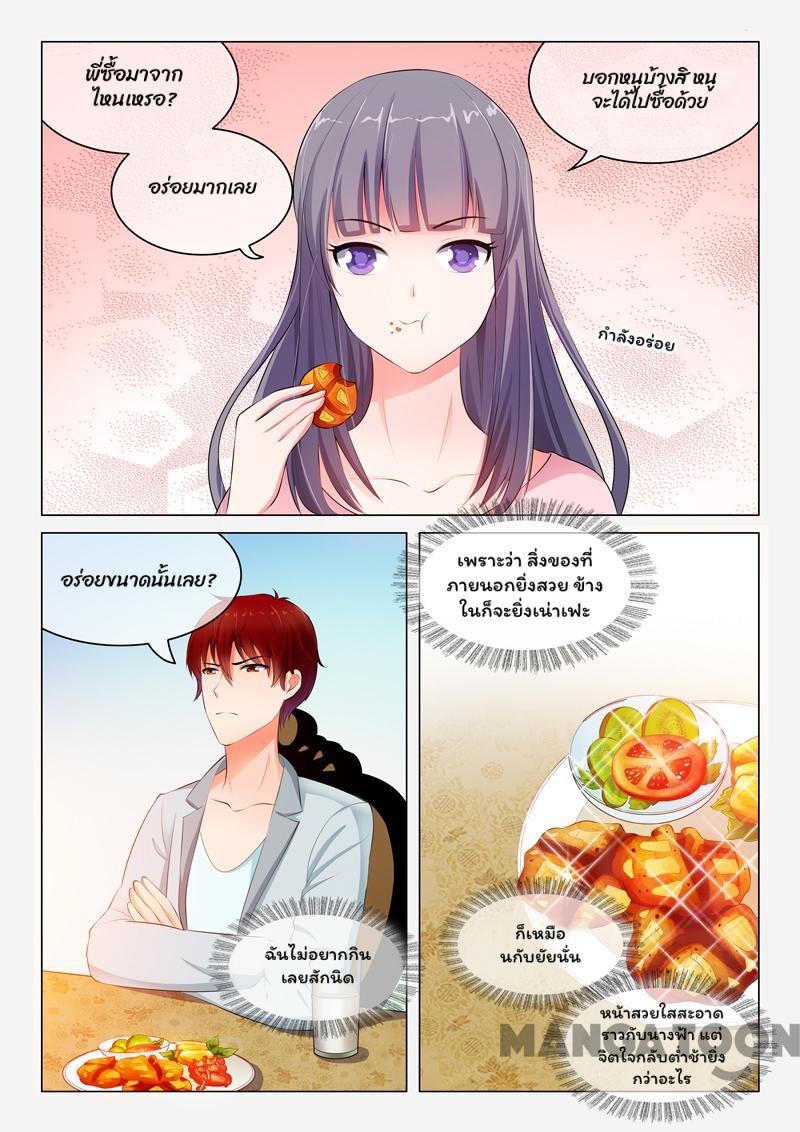 พี่ซื้อมาจาก
ไหนเหรอ?
อร่อยมากเลย
บอกหนูบ้างสิ หนู
จะได้ไปซื้อด้วย
กำลังอร่อย
อร่อยขนาดนั้นเลย?
ฉันไม่อยากกิน
เลยสักนิด
เพราะว่า สิ่งของที่
ภายนอกยิ่งสวย ข้าง
ในก็จะยิ่งเน่าเฟะ
ก็เหมือ
นกับยัยนั่น
หน้าสวยใสสะอาด
ราวกับนางฟ้า แต่
จิตใจกลับต่ำช้ายิ่ง
กว่าอะไร
MANGATOON